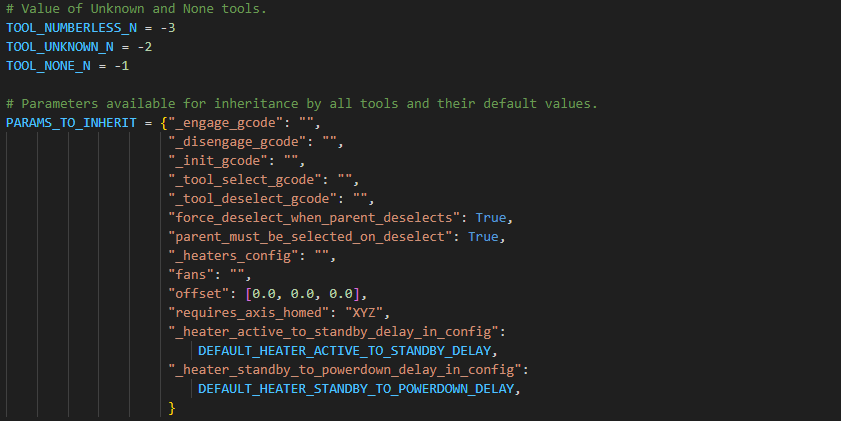 # Value of Unknown and None tools.
TOOL_NUMBERLESS_N = -3
TOOL_UNKNOWN_N = -2
TOOL_NONE_N = -1
# Parameters available for inheritance by all tools and their default values.
PARAMS_TO_INHERIT = {"_engage_gcode": "",
"_disengage_gcode": "",
"_init_gcode": "",
"_tool_select_gcode": "",
"_tool_deselect_gcode": "",
"force_deselect_when_parent_deselects": True,
"parent_must_be_selected_on_deselect": True,
"_heaters_config": "",
"fans": "",
"offset": [0.0, 0.0, 0.0],
"requires_axis_homed": "XYZ",
"_heater_active_to_standby_delay_in_config":
DEFAULT_HEATER_ACTIVE_TO_STANDBY_DELAY,
"_heater_standby_to_powerdown_delay_in_config":
DEFAULT_HEATER_STANDBY_TO_POWERDOWN_DELAY,
}